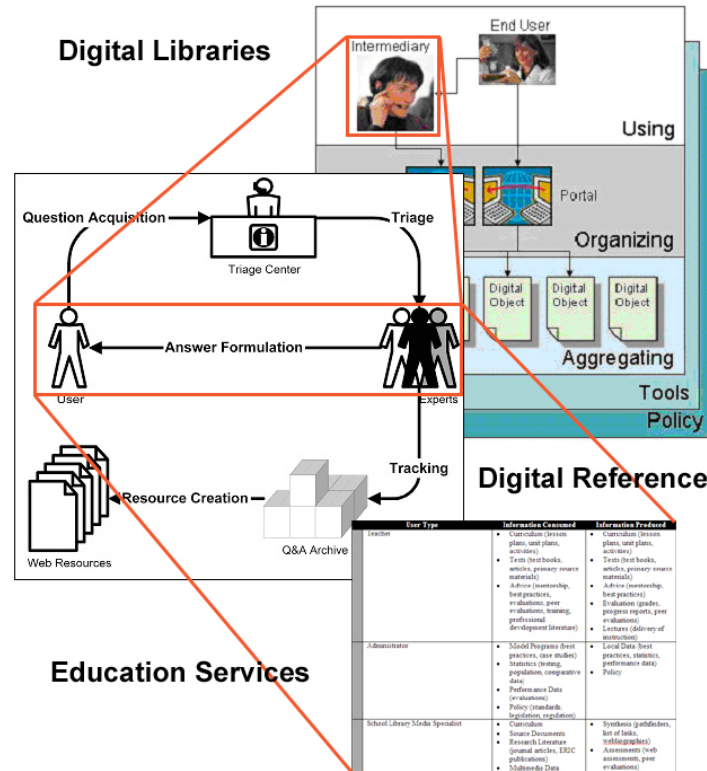 Digital Libraries
End User
Intermediary
Using
Portal
Organizing
Digital
Object
Digital
Object
Digital
Object
Aggregating
Tools
Policy
Question Acquisition
Triage
Triage Center
Answer Formulation
User
Experts
Tracking
Resource Creation
Q&A Archive
Web Resources
Digital Reference
Education Services
User Type
Information Consumed
Information Produced
Teacher
• Curriculum (lesson
plans, unit plans,
activities)
• Tests (text books,
articles, primary source
materials)
• Advice (mentorship,
best practices,
evaluations, peer
evaluations, training,
professional
development literature)
• Curriculum (lesson
plans, unit plans,
activities)
• Tests (text books,
articles, primary source
materials)
• Advice (mentorship,
best practices)
• Evaluation (grades,
progress reports, peer
evaluations)
• Lectures (delivery of
instruction)
Administrator
• Model Programs (best
practices, case studies)
• Statistics (testing,
population, comparative
data)
• Performance Data
(evaluations)
• Policy (standards,
legislation, regulation)
• Local Data (best
practices, statistics,
performance data)
• Policy
School Library Media Specialist
• Curriculum
• Source Documents
• Research Literature
(journal articles, ERIC
publications)
• Multimedia Data
• Synthesis (pathfinders,
list of links,
webliographies)
• Assessments (web
assessments, peer
evaluations)